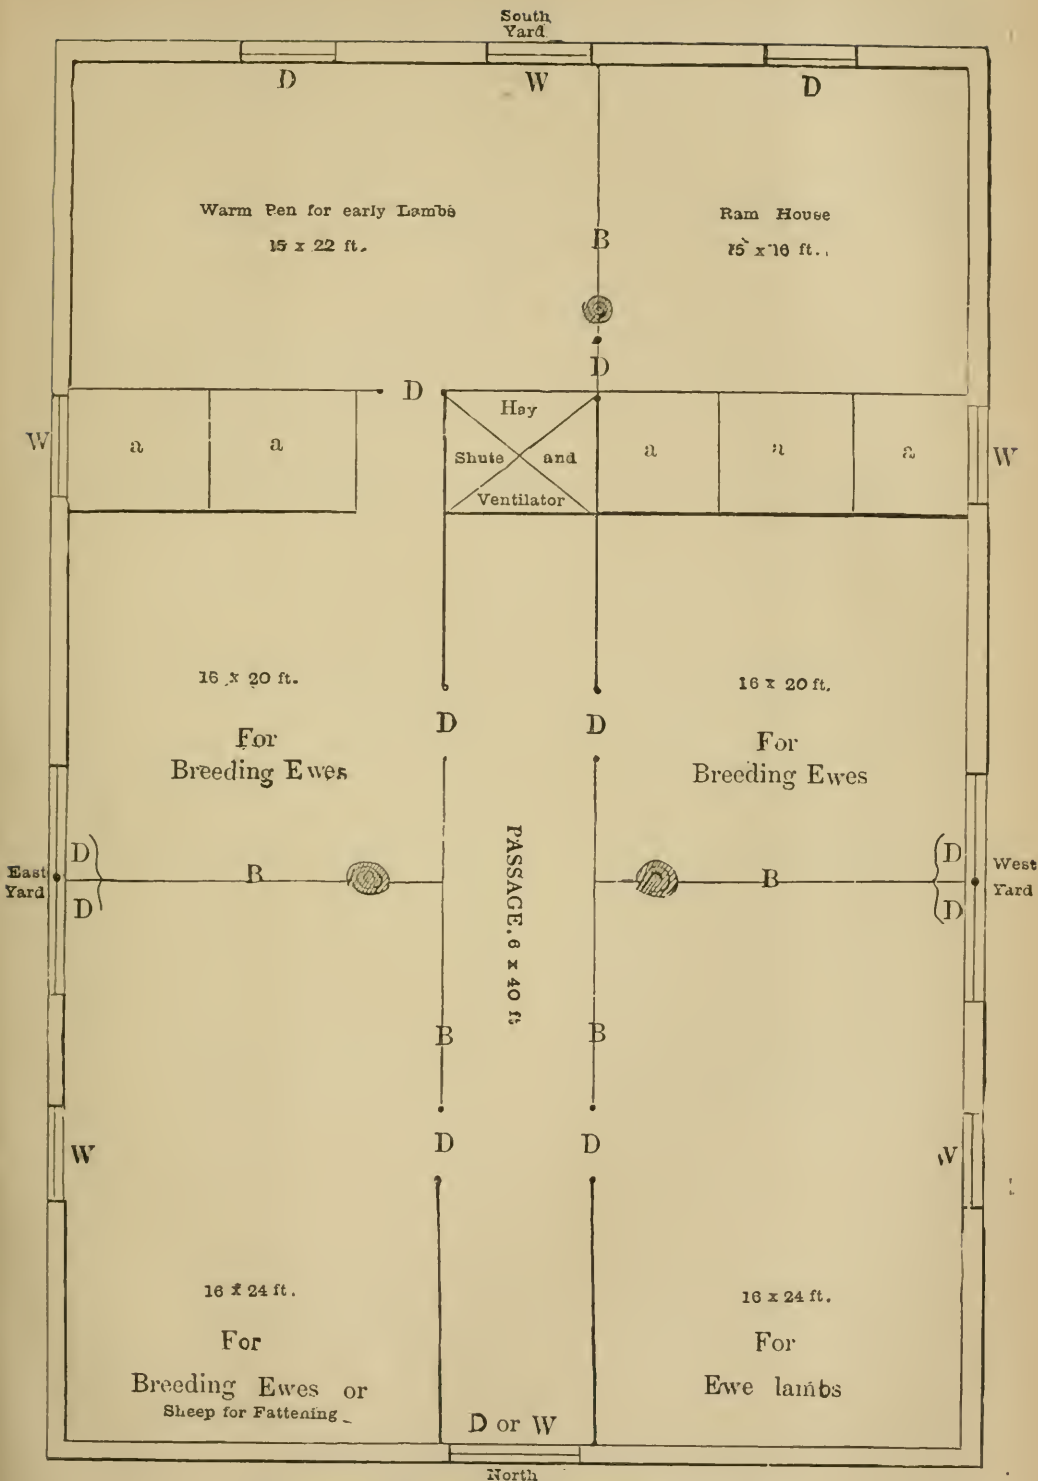 South
Yard
D
W
D
Warm Pen for early Lambs
15 x 22 ft.
Ram House
15 x 16 ft.
B
D
D
W
a
a
Hay
Shute and
Ventilator
a
a
a
W
16 x 20 ft.
For
Breeding Ewes
16 x 20 ft.
For
Breeding Ewes
D
D
PASSAGE. 6 x 40 ft
East
Yard
D
D
B
B
D
D
West
Yard
B
B
D
D
W
W
16 x 24 ft.
For
Breeding Ewes or
Sheep for Fattening
16 x 24 ft.
For
Ewe lambs
D or W
North